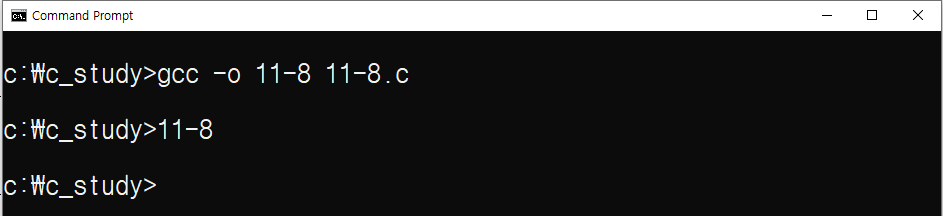 Command Prompt
c:₩c_study>gcc -o 11-8 11-8.c
c:₩c_study>11-8
c:₩c_study>